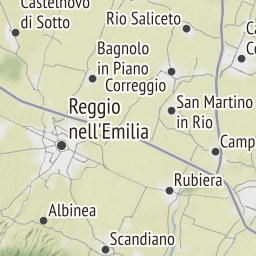 Castelnovo
di Sotto
Rio Saliceto
Bagnolo
in Piano
Correggio
Reggio
nell'Emilia
San Martino
in Rio
Rubiera
Albinea
Scandiano